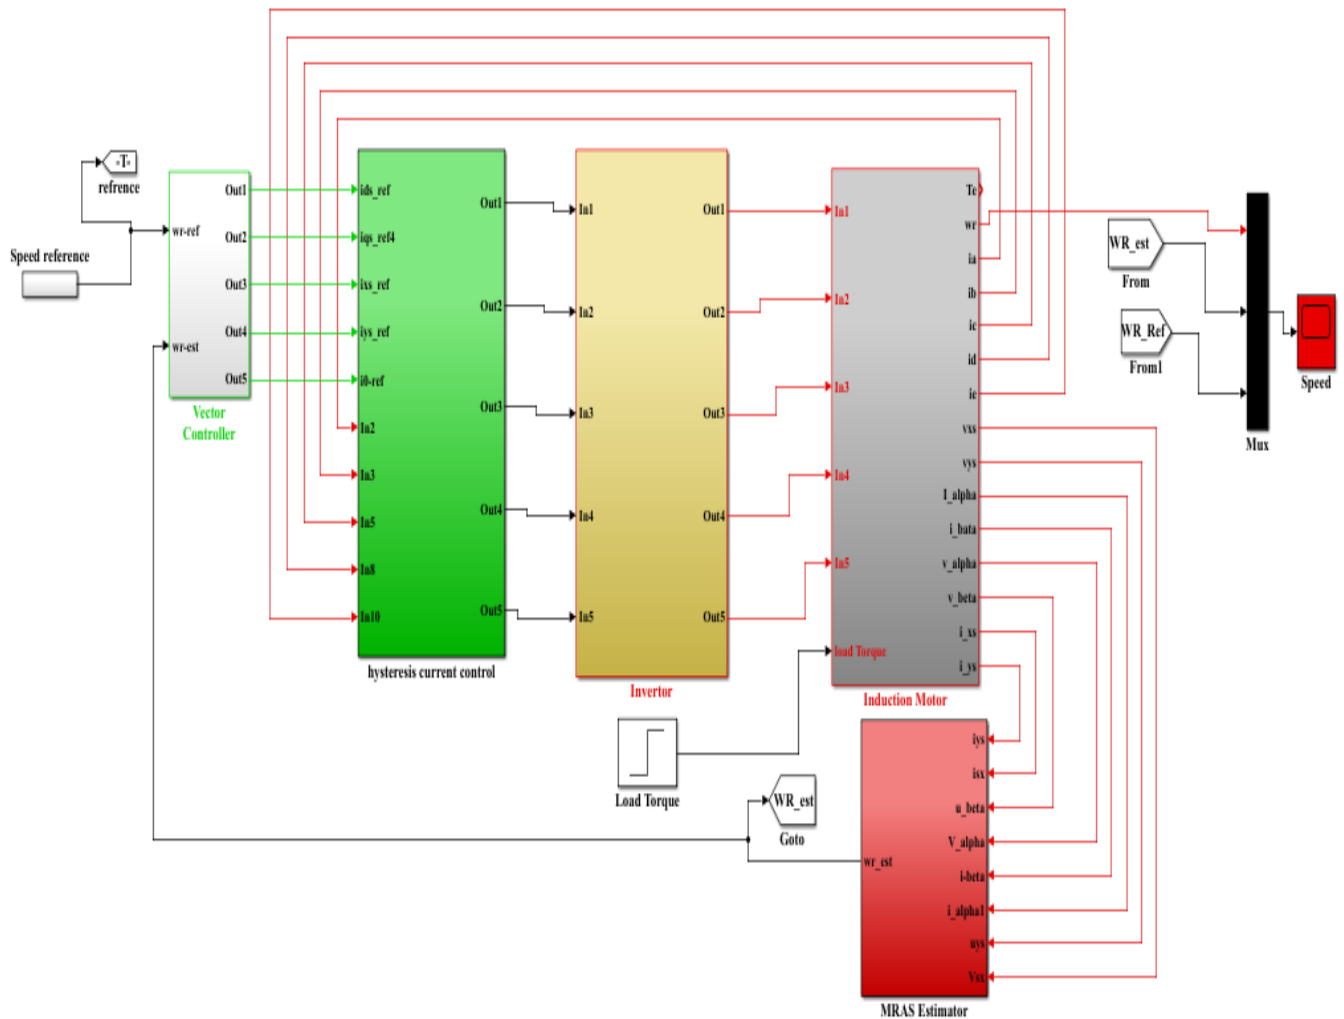 -T-
refrence
Speed reference
wr-ref
wr-est
Out1
Out2
Out3
Out4
Out5
Vector
Controller
ids_ref
iqs_ref4
ixs_ref
iys_ref
i0-ref
In2
In3
In5
In8
In10
Out1
Out2
Out3
Out4
Out5
hysteresis current control
In1
In2
In3
In4
In5
Out1
Out2
Out3
Out4
Out5
Invertor
In1
In2
In3
In4
In5
load Torque
Te
wr
ia
ib
ic
id
ie
vxs
vys
I_alpha
i_bata
v_alpha
v_beta
i_xs
i_ys
Induction Motor
WR_est
From
WR_Ref
From1
Mux
Speed
Load Torque
WR_est
Goto
wr_est
iys
isx
u_beta
V_alpha
i-beta
i_alpha1
uys
Vsx
MRAS Estimator